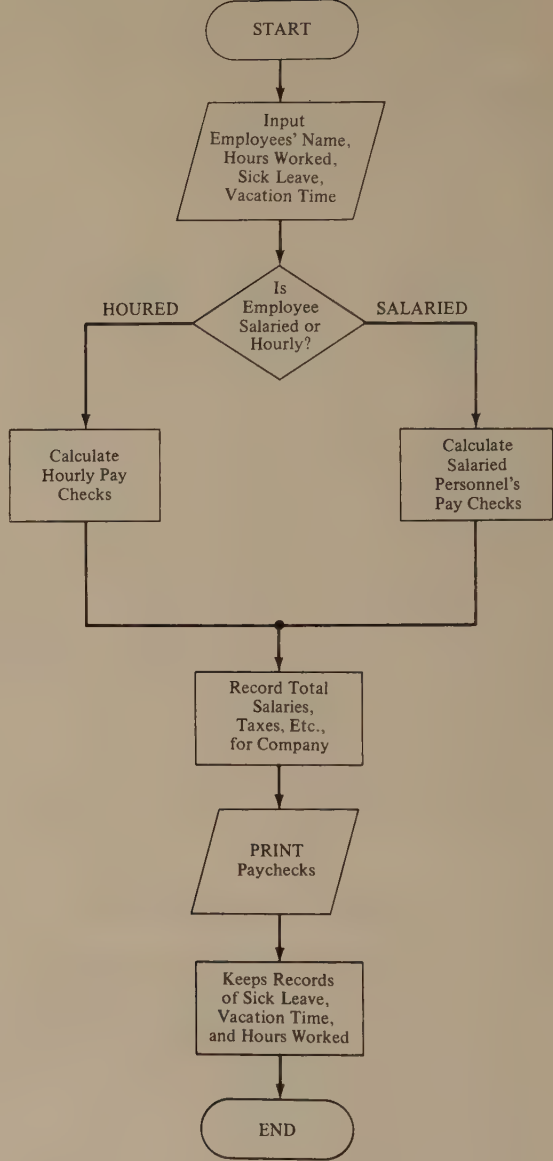 START
Input
Employees' Name,
Hours Worked,
Sick Leave,
Vacation Time
Is
Employee
Salaried or
Hourly?
HOURED
SALARIED
Calculate
Hourly Pay
Checks
Calculate
Salaried
Personnel's
Pay Checks
Record Total
Salaries,
Taxes, Etc.,
for Company
PRINT
Paychecks
Keeps Records
of Sick Leave,
Vacation Time,
and Hours Worked
END